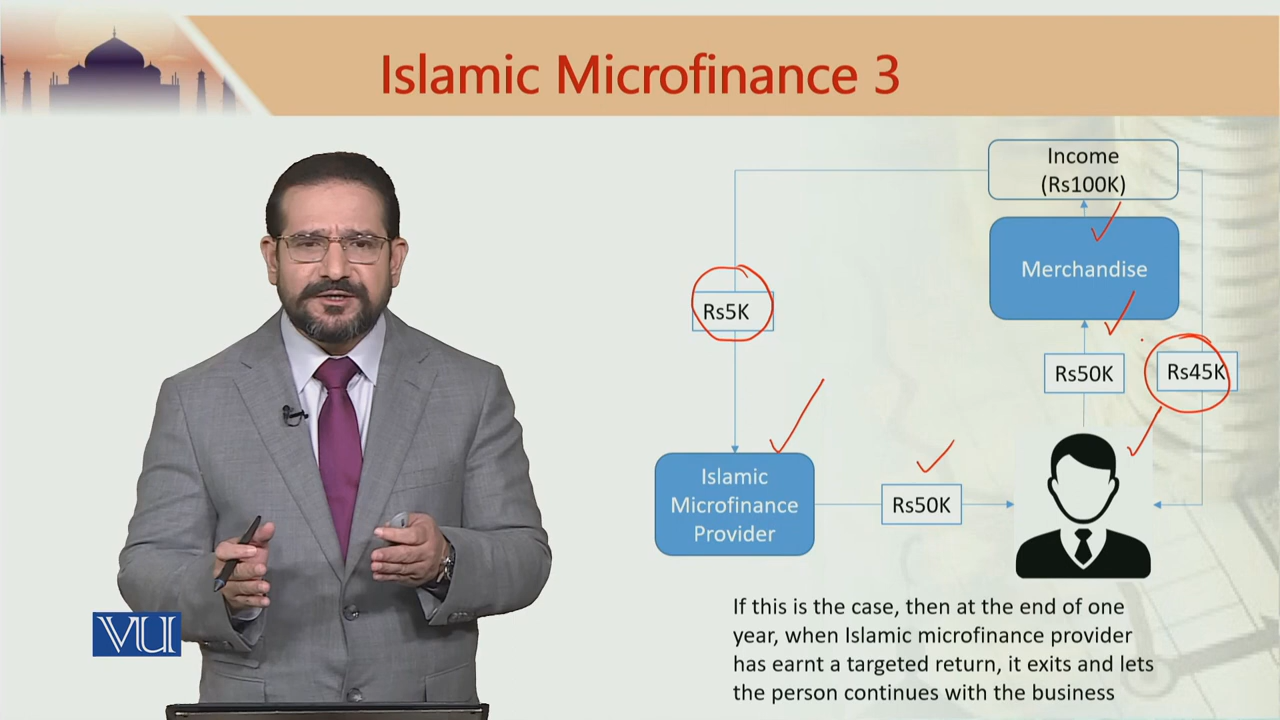 Islamic Microfinance 3
Income
(Rs100K)
Merchandise
Rs5K
Rs50K
Rs45K
Islamic
Microfinance
Provider
Rs50K
If this is the case, then at the end of one
year, when Islamic microfinance provider
has earnt a targeted return, it exits and lets
the person continues with the business
VU